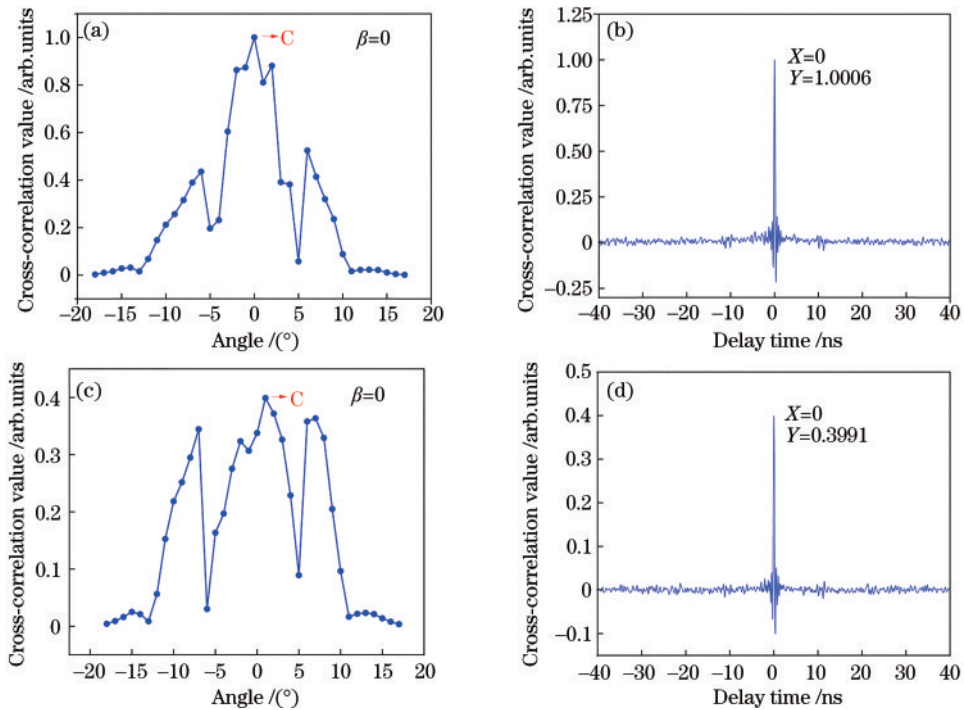 (a)
β=0
C
Cross-correlation value /arb.units
1.0
0.8
0.6
0.4
0.2
0
−20 −15 −10 −5 0 5 10 15 20
Angle /(°)
(b)
X=0
Y=1.0006
Cross-correlation value /arb.units
1.25
1.00
0.75
0.50
0.25
0
−0.25
−40 −30 −20 −10 0 10 20 30 40
Delay time /ns
(c)
β=0
C
Cross-correlation value /arb.units
0.4
0.3
0.2
0.1
0
−20 −15 −10 −5 0 5 10 15 20
Angle /(°)
(d)
X=0
Y=0.3991
Cross-correlation value /arb.units
0.5
0.4
0.3
0.2
0.1
0
−0.1
−40 −30 −20 −10 0 10 20 30 40
Delay time /ns